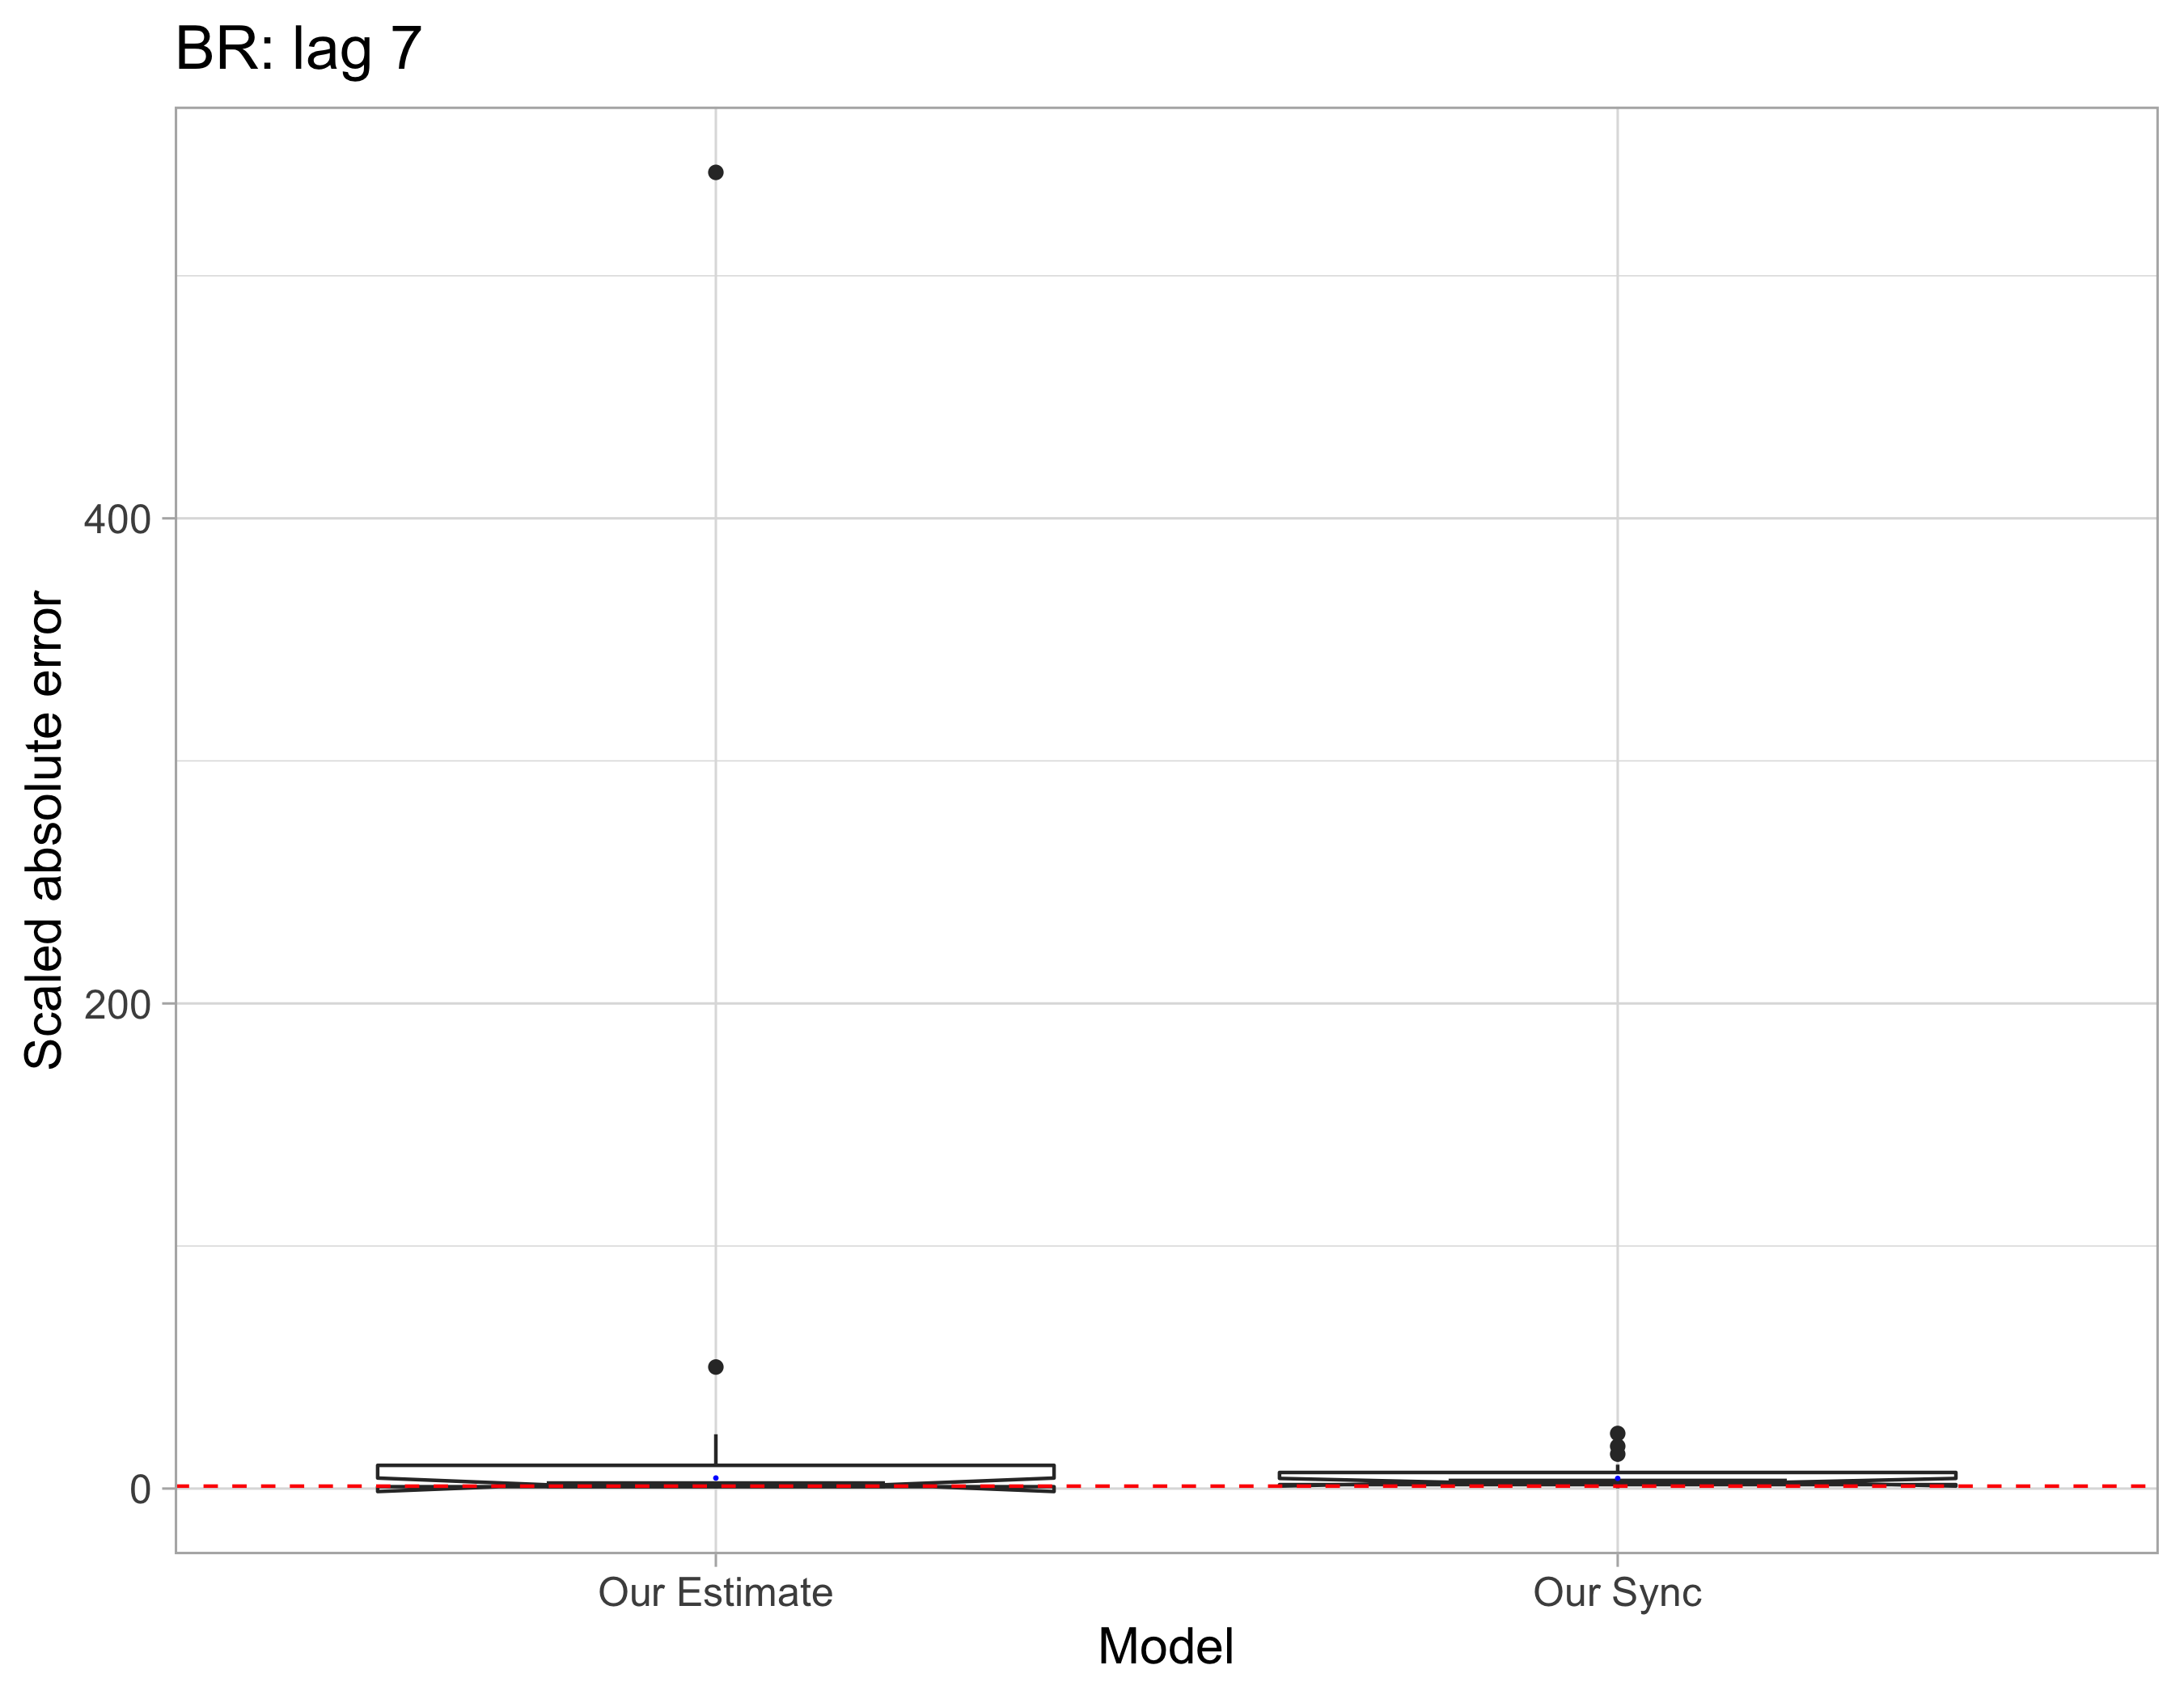 BR: lag 7
Scaled absolute error
400
200
0
Our Estimate
Our Sync
Model